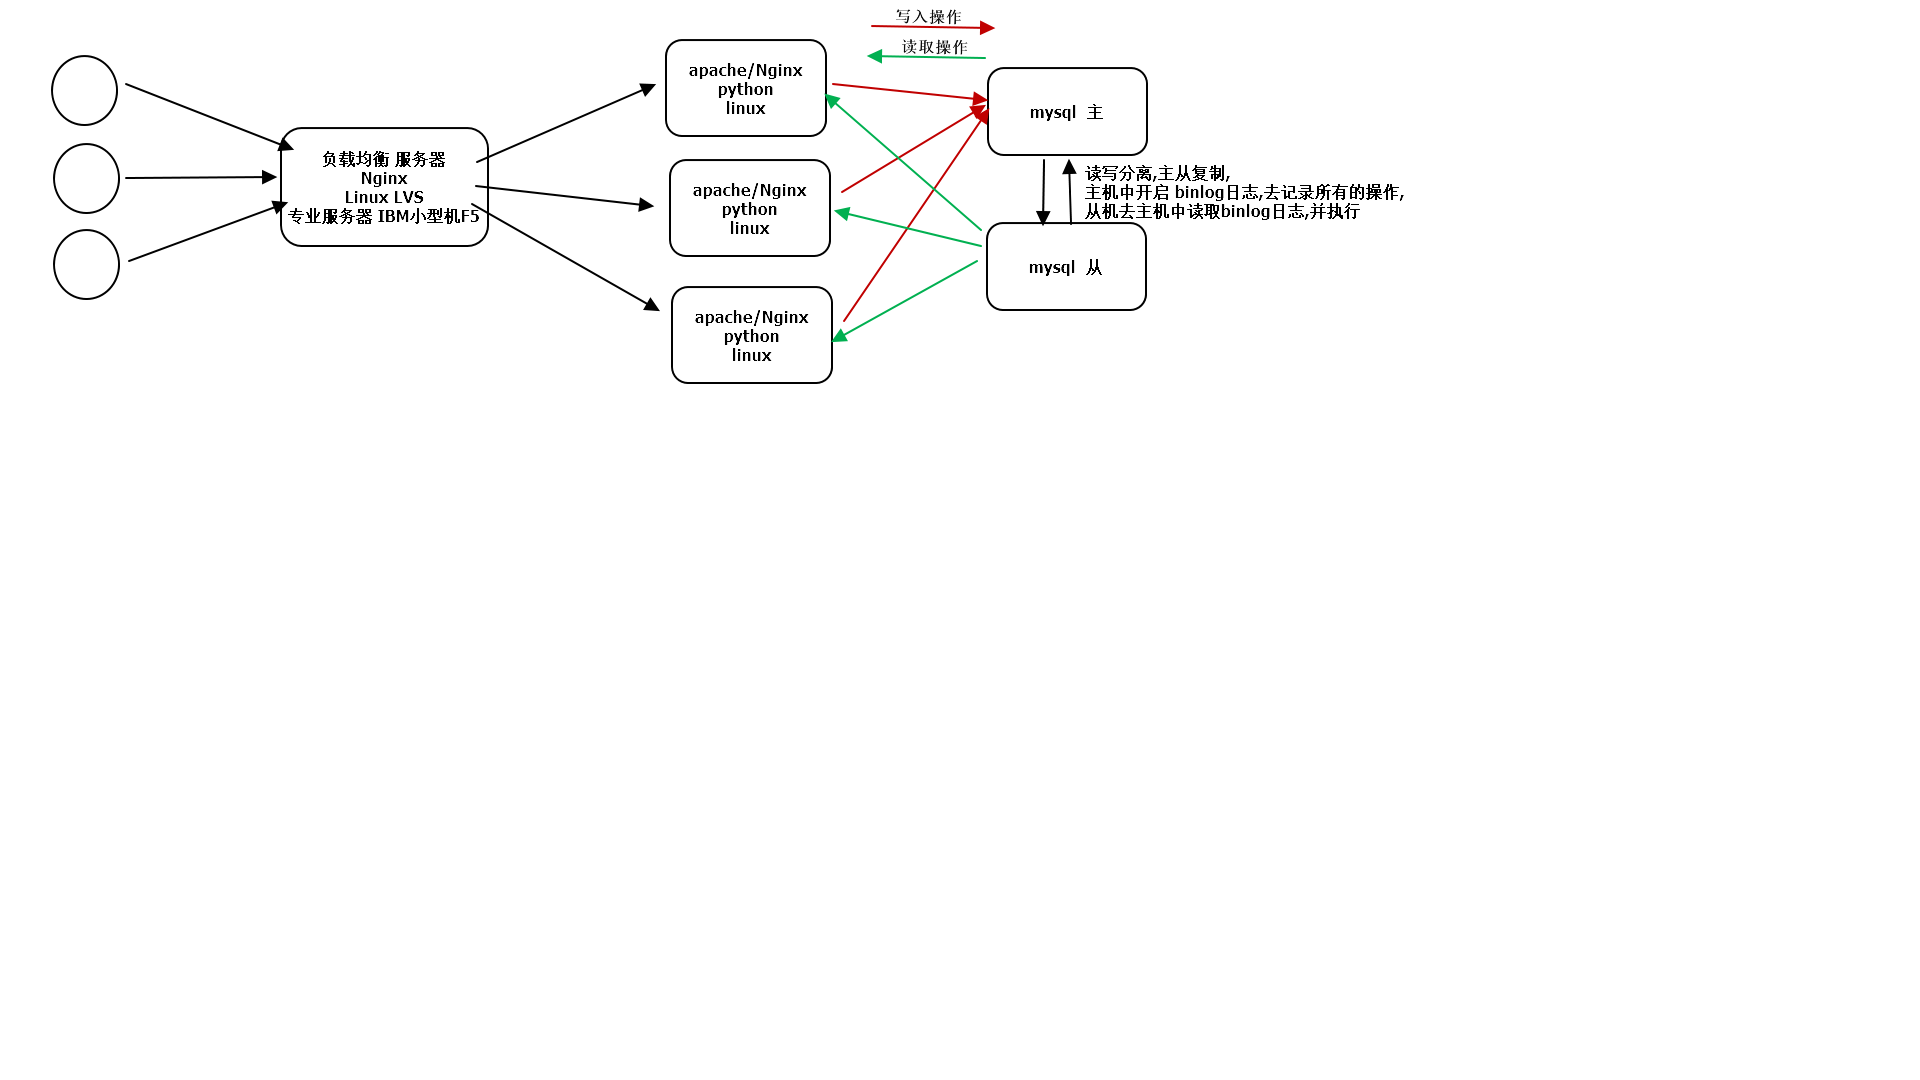 写入操作
读取操作
负载均衡 服务器
Nginx
Linux LVS
专业服务器 IBM小型机F5
apache/Nginx
python
linux
apache/Nginx
python
linux
apache/Nginx
python
linux
mysql 主
读写分离,主从复制,
主机中开启 binlog日志,去记录所有的操作,
从机去主机中读取binlog日志,并执行
mysql 从